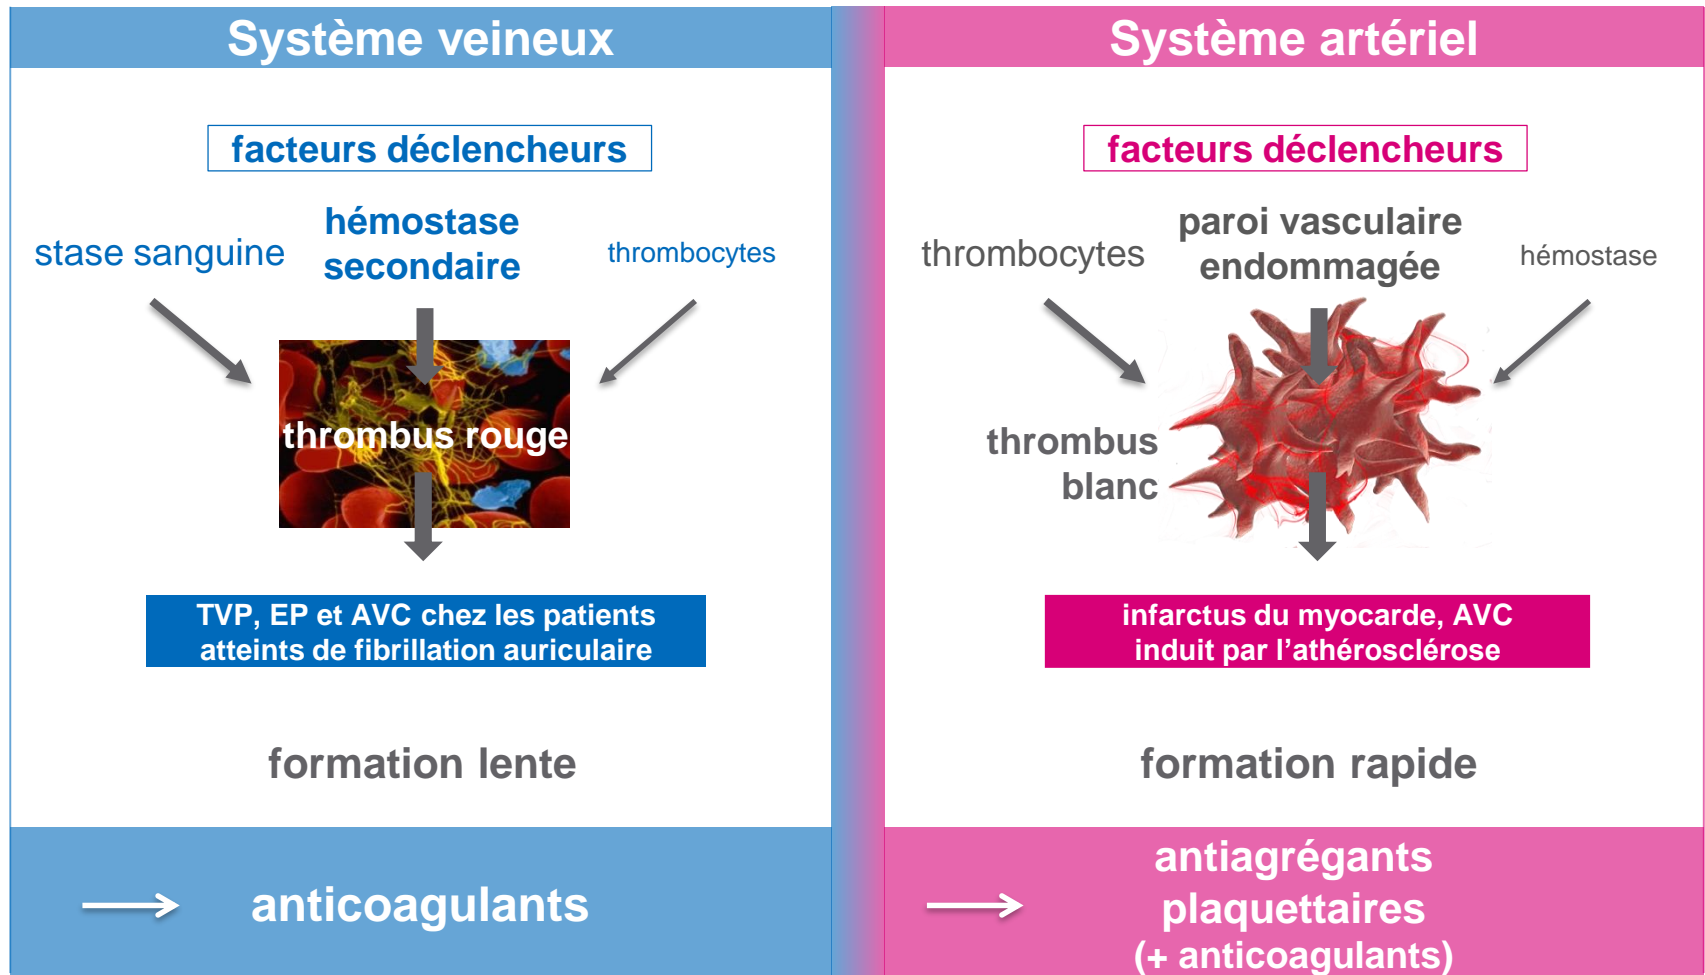 Système veineux
facteurs déclencheurs
stase sanguine
hémostase
secondaire
thrombocytes
thrombus rouge
TVP, EP et AVC chez les patients
atteints de fibrillation auriculaire
formation lente
anticoagulants
Système artériel
facteurs déclencheurs
thrombocytes
paroi vasculaire
endommagée
hémostase
thrombus
blanc
infarctus du myocarde, AVC
induit par l'athérosclérose
formation rapide
antiagrégants
plaquettaires
(+ anticoagulants)